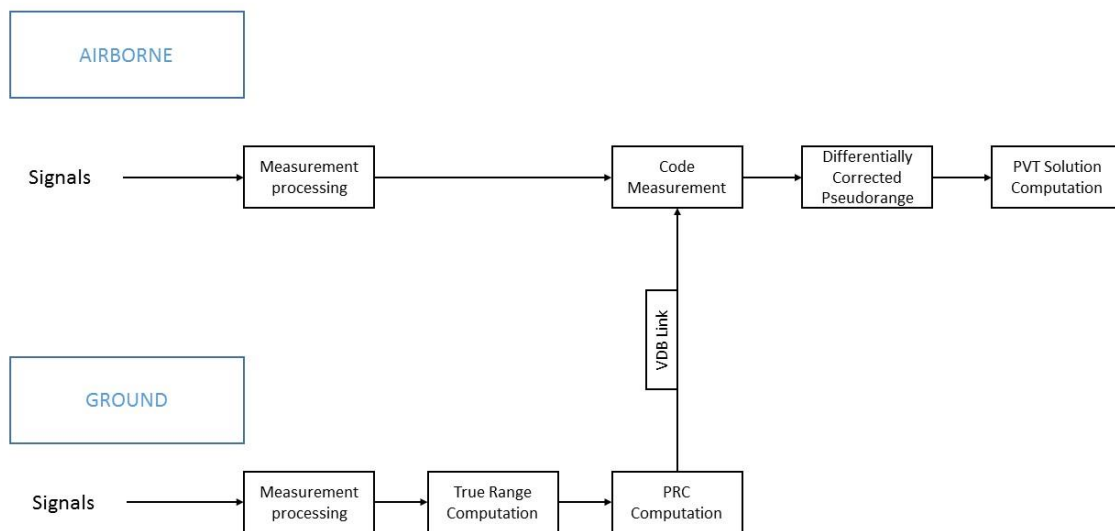 AIRBORNE
Signals
Measurement
processing
Code
Measurement
Differentially
Corrected
Pseudorange
PVT Solution
Computation
VDB Link
GROUND
Signals
Measurement
processing
True Range
Computation
PRC
Computation